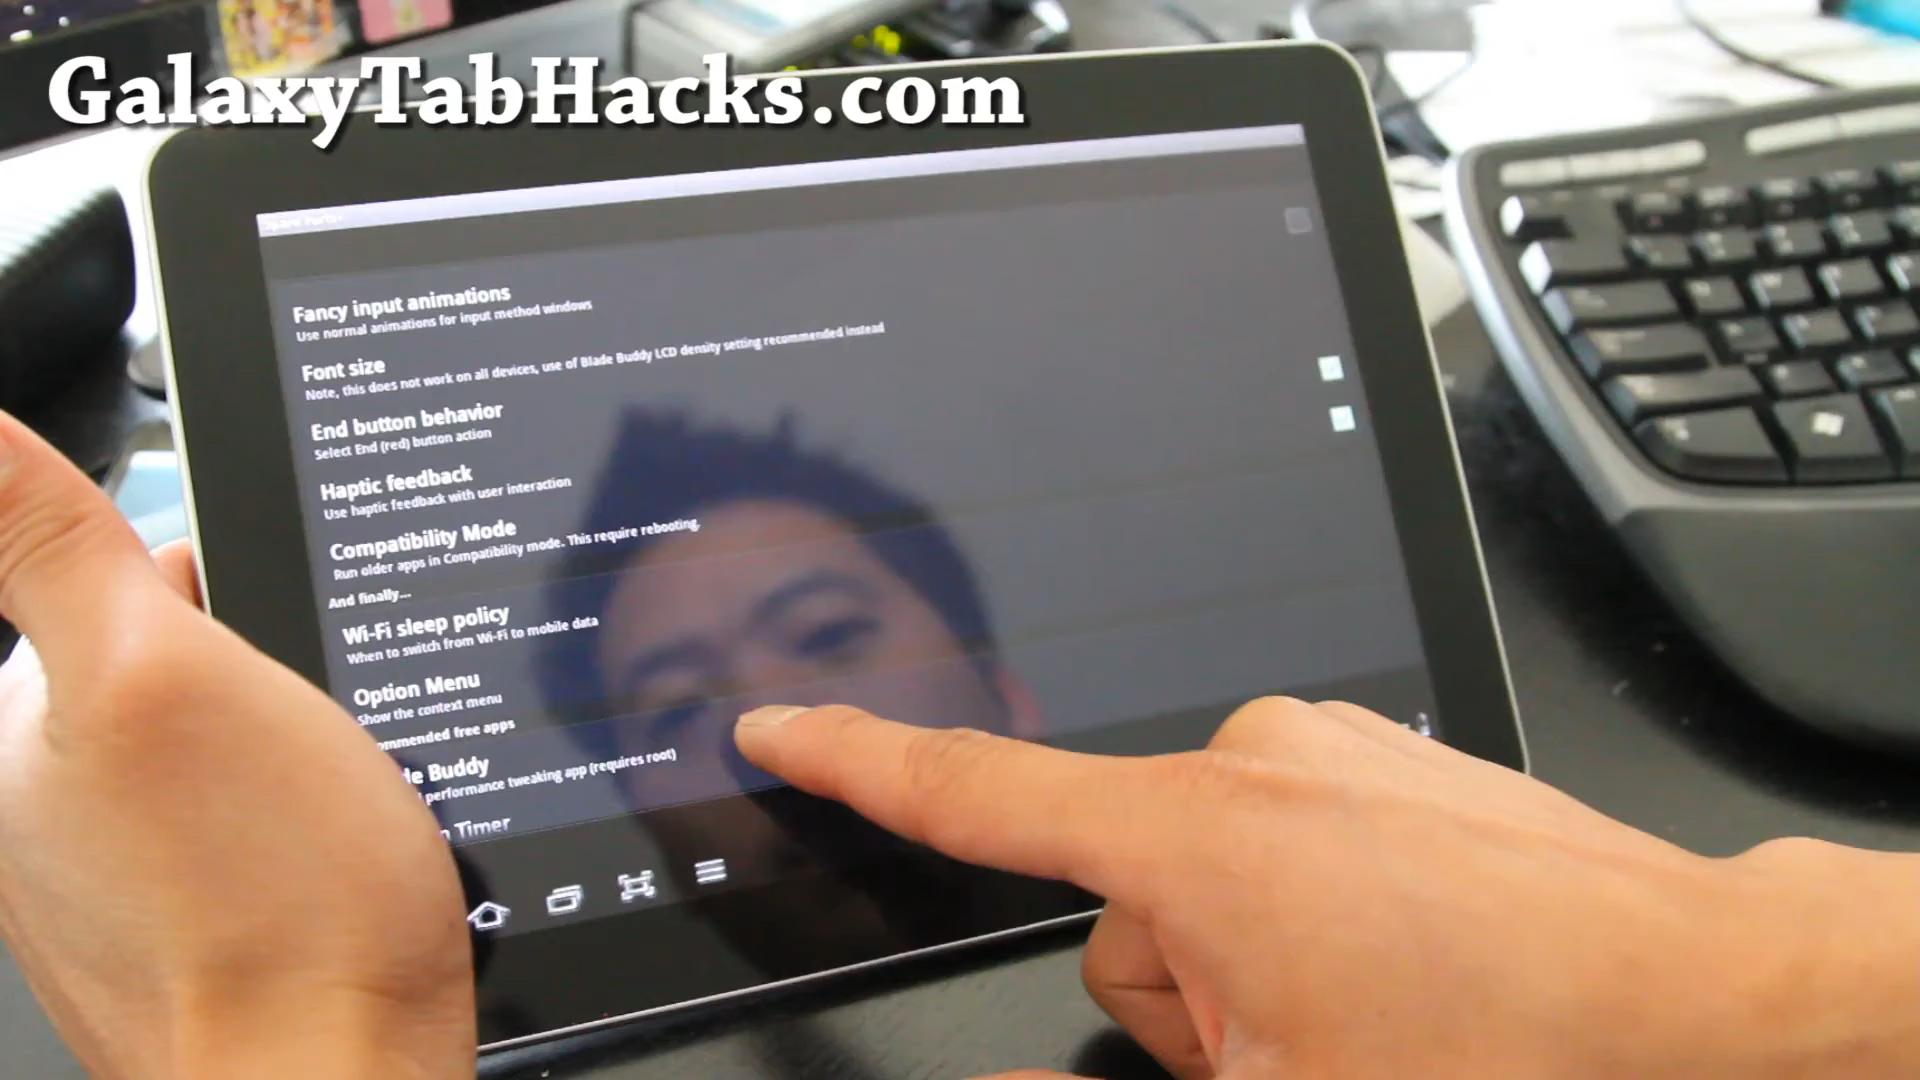 GalaxyTabHacks.com
Spare Parts+
Fancy input animations
Use normal animations for input method windows
Font size
Note, this does not work on all devices, use of Blade Buddy LCD density setting recommended instead
End button behavior
Select End (red) button action
Haptic feedback
Use haptic feedback with user interaction
Compatibility Mode
Run older apps in Compatibility mode. This require rebooting.
And finally...
Wi-Fi sleep policy
When to switch from Wi-Fi to mobile data
Option Menu
Show the context menu
ommended free apps
de Buddy
performance tweaking app (requires root)
n Timer